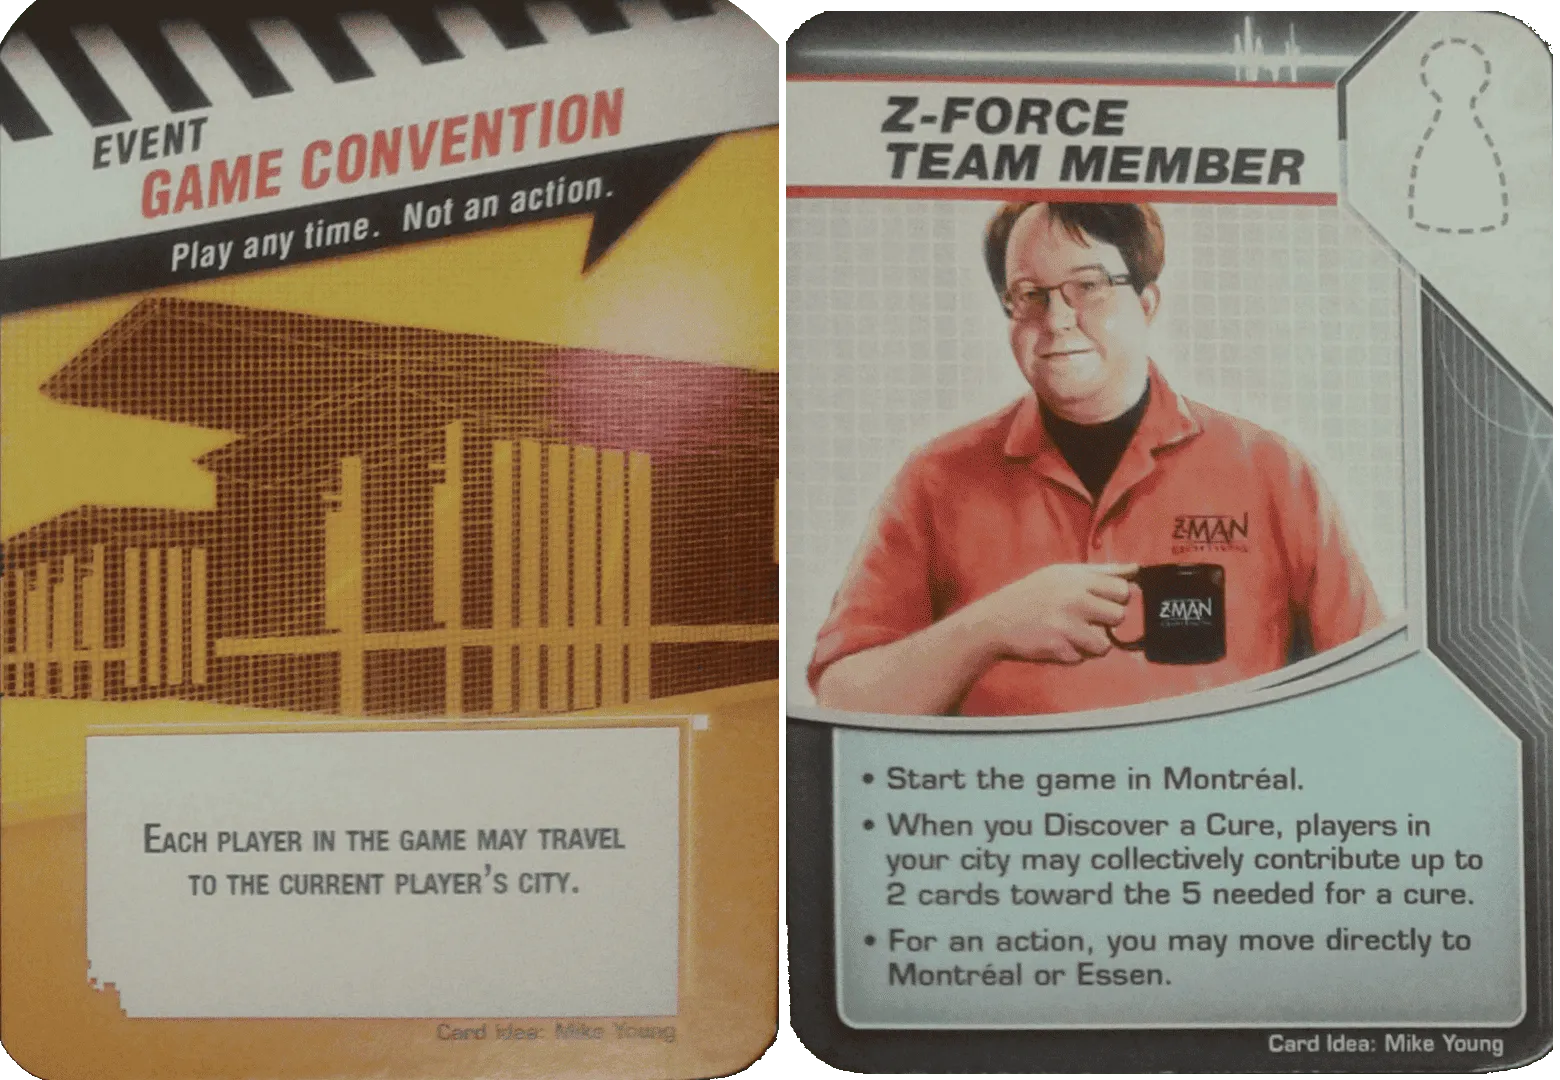 EVENT
GAME CONVENTION
Play any time. Not an action.
EACH PLAYER IN THE GAME MAY TRAVEL
TO THE CURRENT PLAYER'S CITY.
Card Idea: Mike Young
Z-FORCE
TEAM MEMBER
Z-MAN
Z-MAN
• Start the game in Montréal.
• When you Discover a Cure, players in
your city may collectively contribute up to
2 cards toward the 5 needed for a cure.
• For an action, you may move directly to
Montréal or Essen.
Card Idea: Mike Young